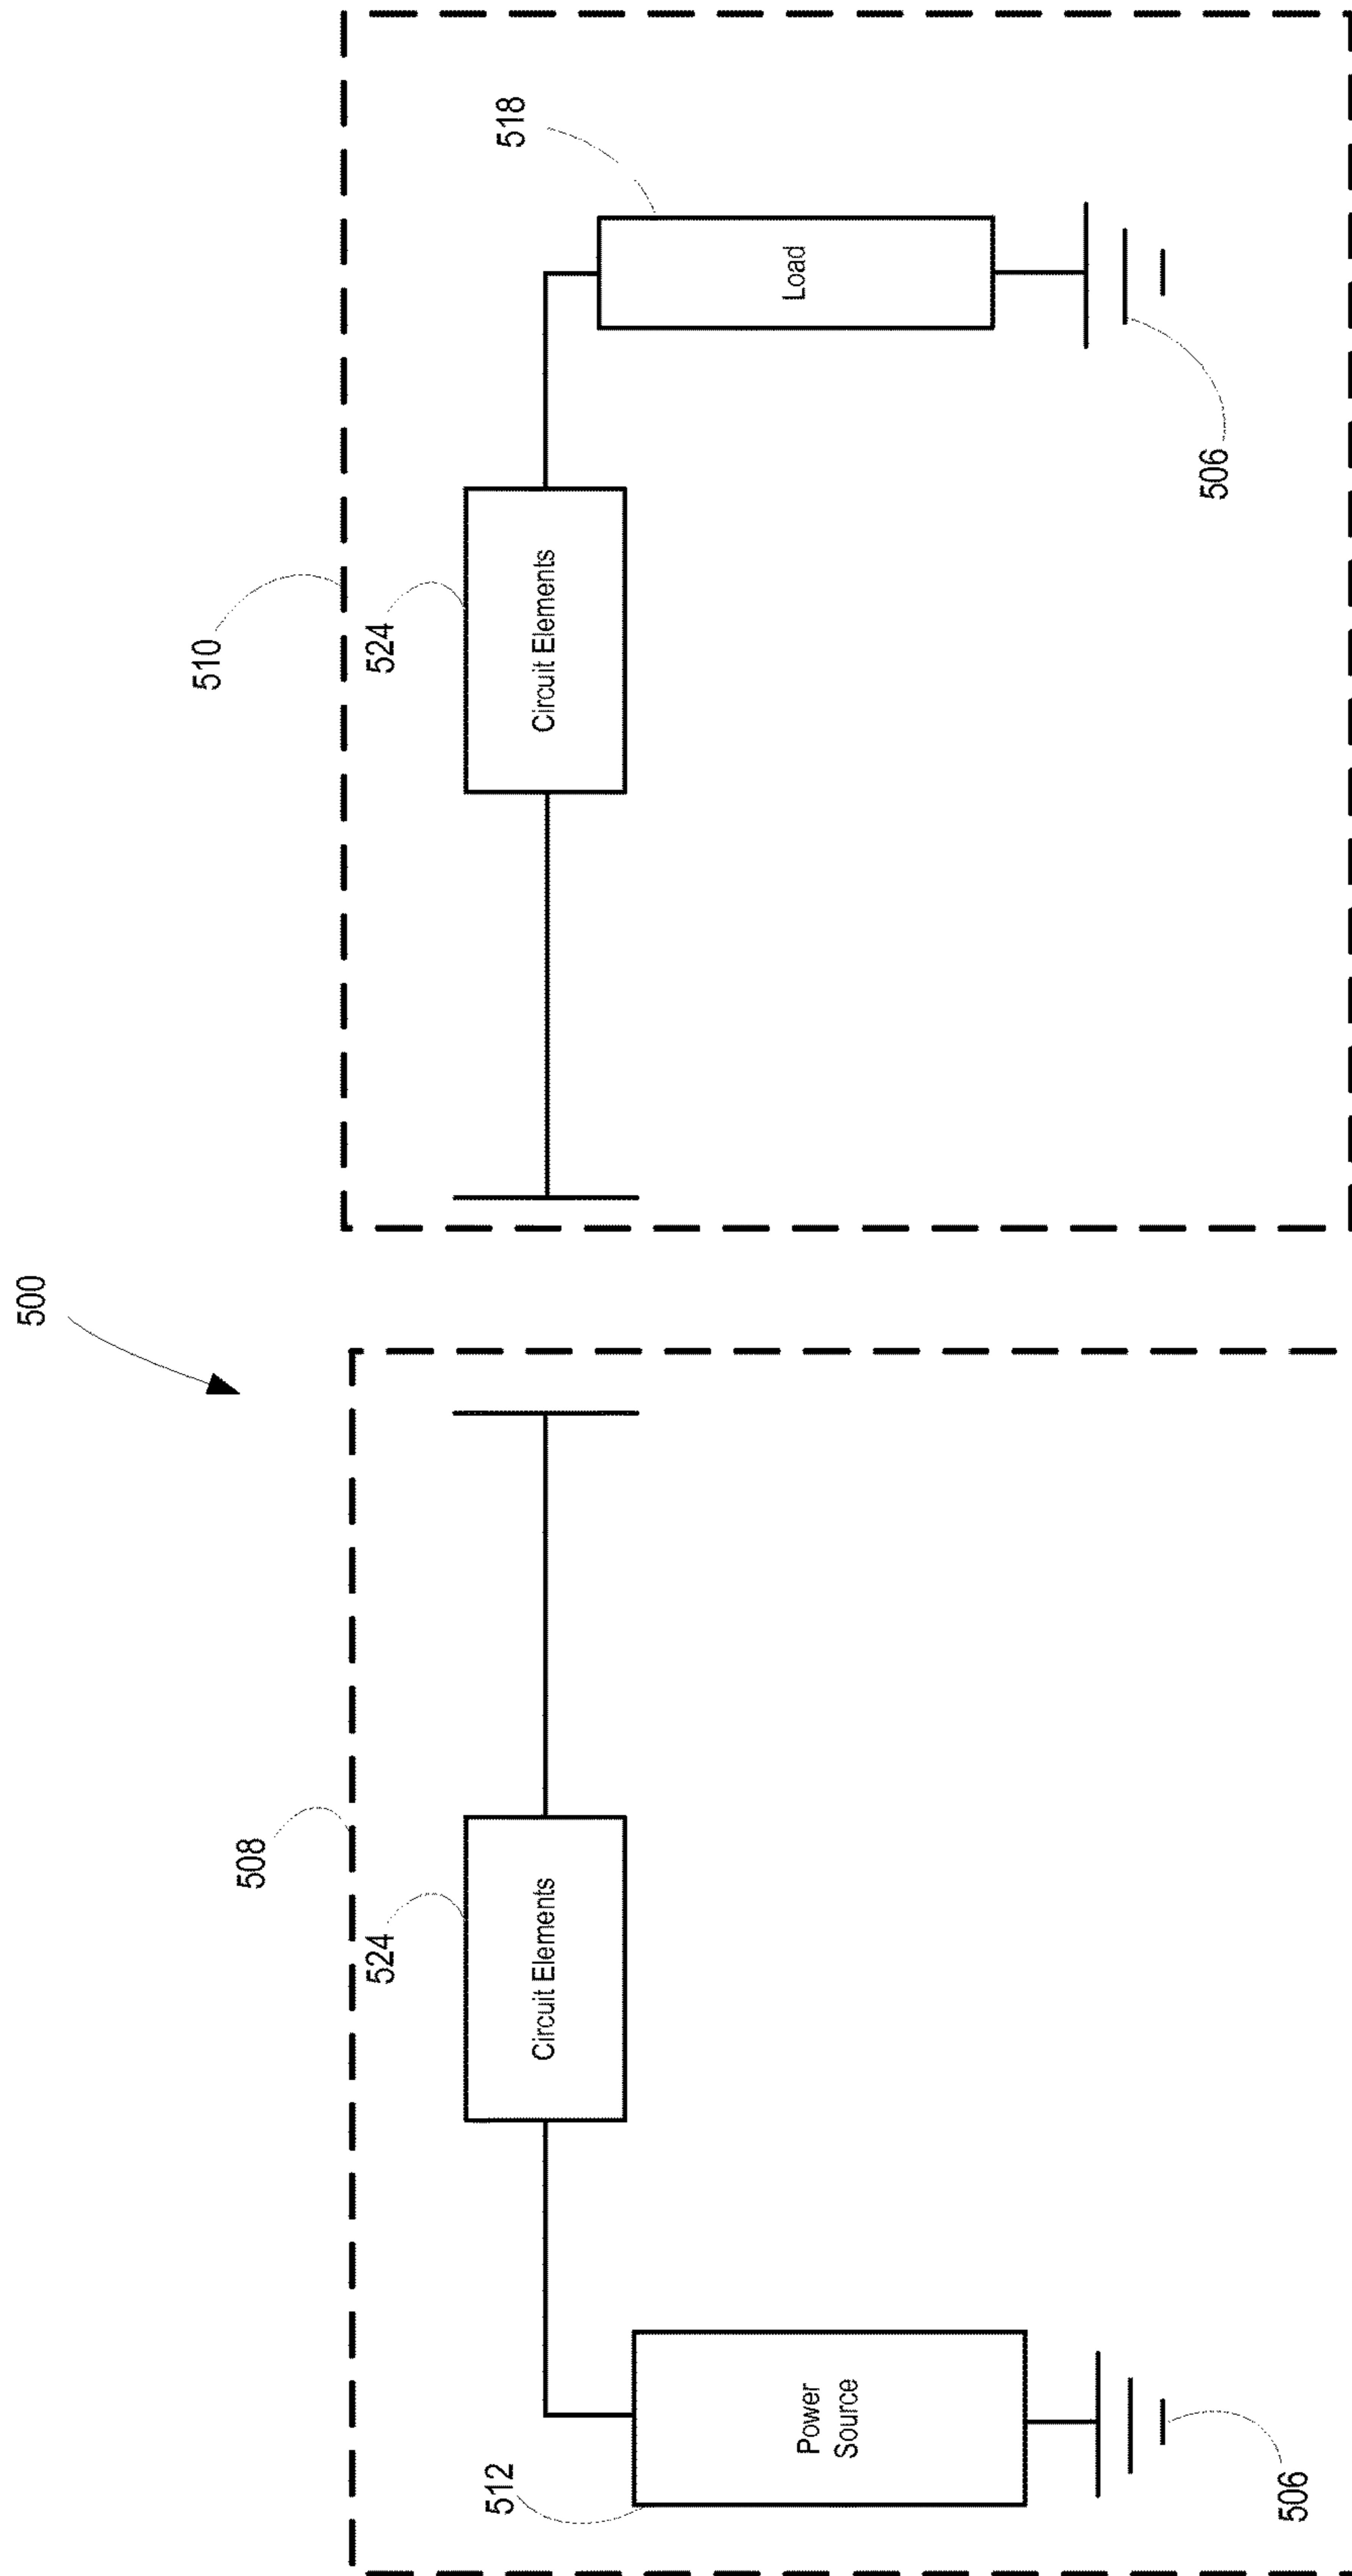 500
508
524
Circuit Elements
512
Power
Source
506
510
524
Circuit Elements
518
Load
506